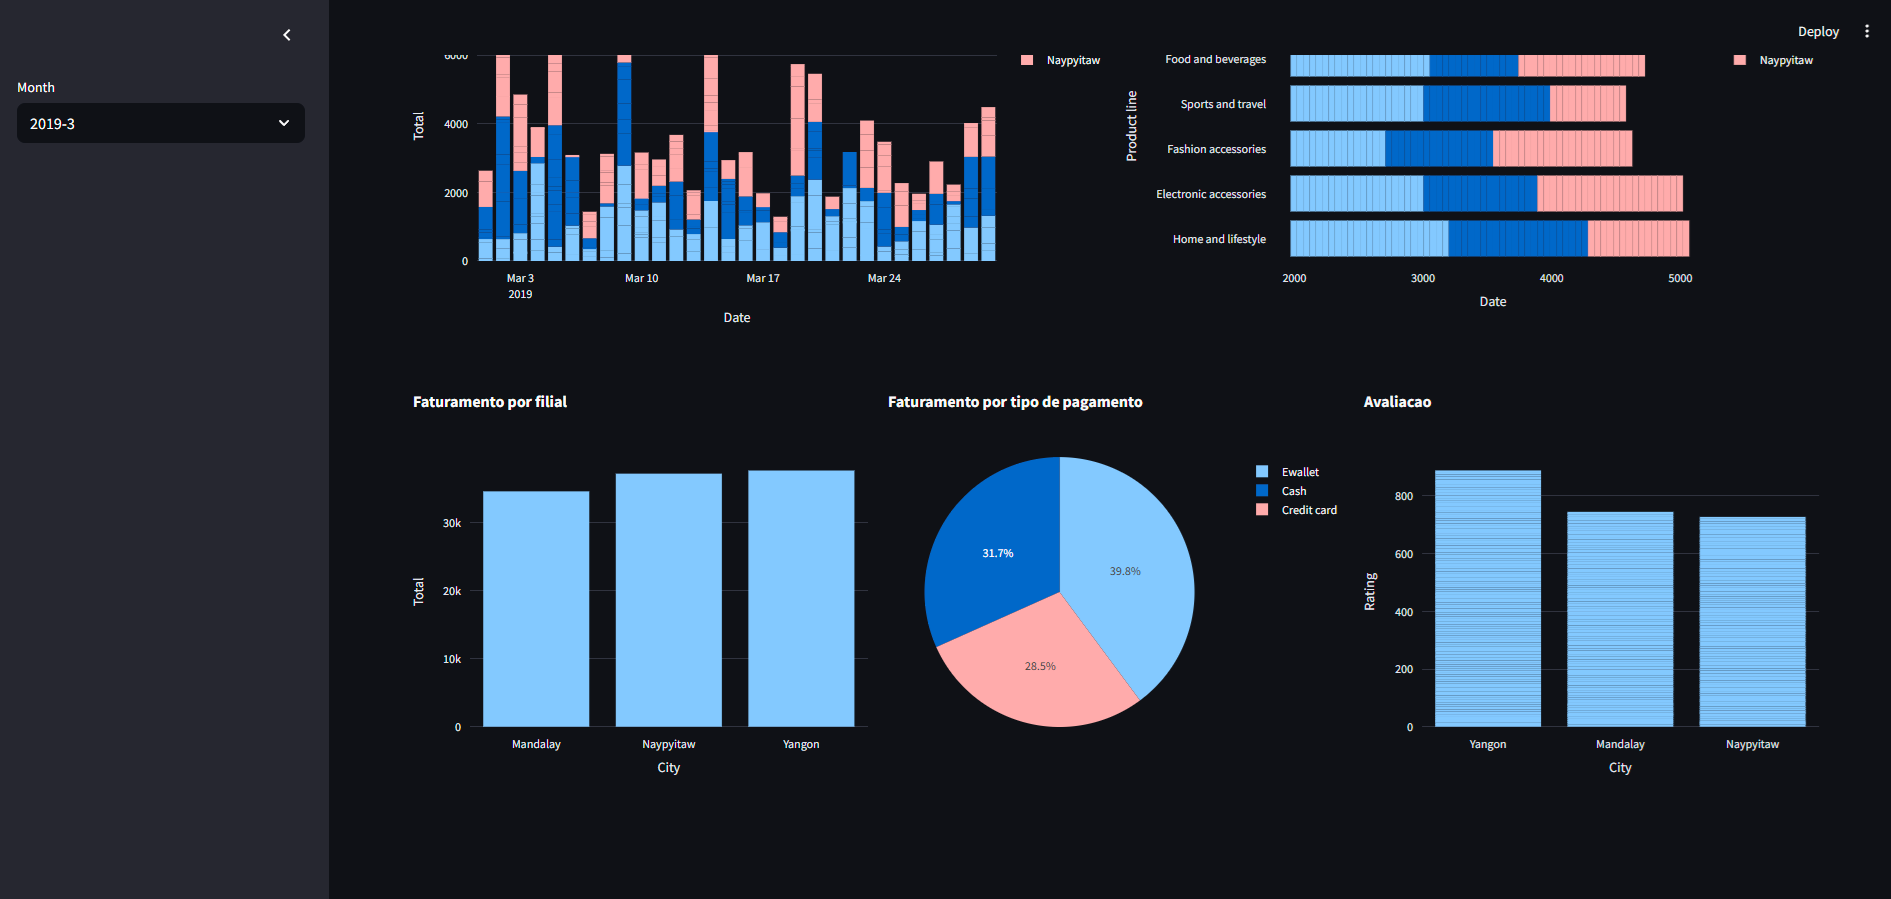 Deploy
Month
2019-3
6000
4000
2000
0
Total
Mar 3
2019
Mar 10
Mar 17
Mar 24
Date
Naypyitaw
Product line
Food and beverages
Sports and travel
Fashion accessories
Electronic accessories
Home and lifestyle
2000
3000
4000
5000
Date
Naypyitaw
Faturamento por filial
30k
20k
10k
0
Total
Mandalay
Naypyitaw
Yangon
City
Faturamento por tipo de pagamento
31.7%
39.8%
28.5%
Ewallet
Cash
Credit card
Avaliacao
800
600
400
200
0
Rating
Yangon
Mandalay
Naypyitaw
City